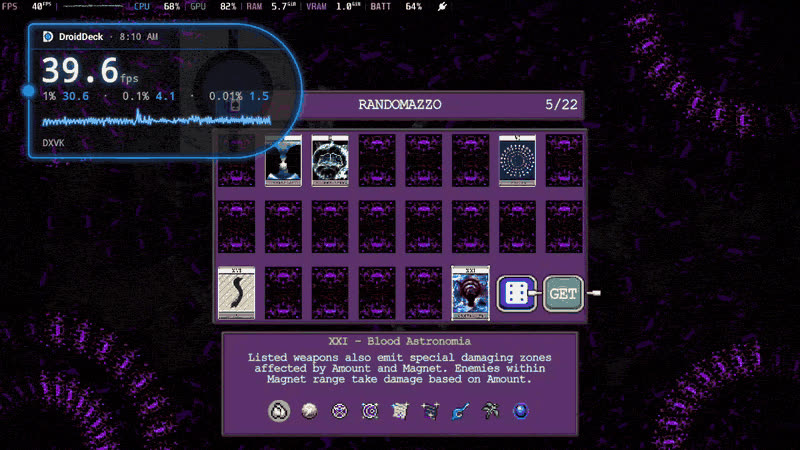 FPS 40FPS CPU 68% GPU 82% RAM 5.7GIB VRAM 1.0GIB BATT 64%
DroidDeck · 8:10 AM
39.6fps
1% 30.6 · 0.1% 4.1 · 0.01% 1.5
DXVK
RANDOMAZZO 5/22
XVI
XXI
GET
XXI - Blood Astronomia
Listed weapons also emit special damaging zones
affected by Amount and Magnet. Enemies within
Magnet range take damage based on Amount.